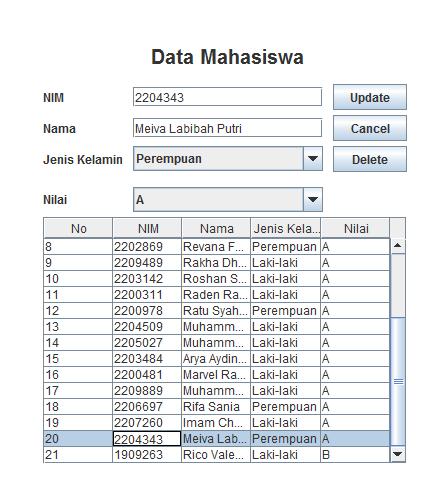 Data Mahasiswa
NIM 2204343 Update
Nama Meiva Labibah Putri Cancel
Jenis Kelamin Perempuan Delete
Nilai A
No NIM Nama Jenis Kela... Nilai
8 2202869 Revana F... Perempuan A
9 2209489 Rakha Dh... Laki-laki A
10 2203142 Roshan S... Laki-laki A
11 2200311 Raden Ra... Laki-laki A
12 2200978 Ratu Syah... Perempuan A
13 2204509 Muhamm... Laki-laki A
14 2205027 Muhamm... Laki-laki A
15 2203484 Arya Aydin... Laki-laki A
16 2200481 Marvel Ra... Laki-laki A
17 2209889 Muhamm... Laki-laki A
18 2206697 Rifa Sania Perempuan A
19 2207260 Imam Ch... Laki-laki A
20 2204343 Meiva Lab... Perempuan A
21 1909263 Rico Vale... Laki-laki B